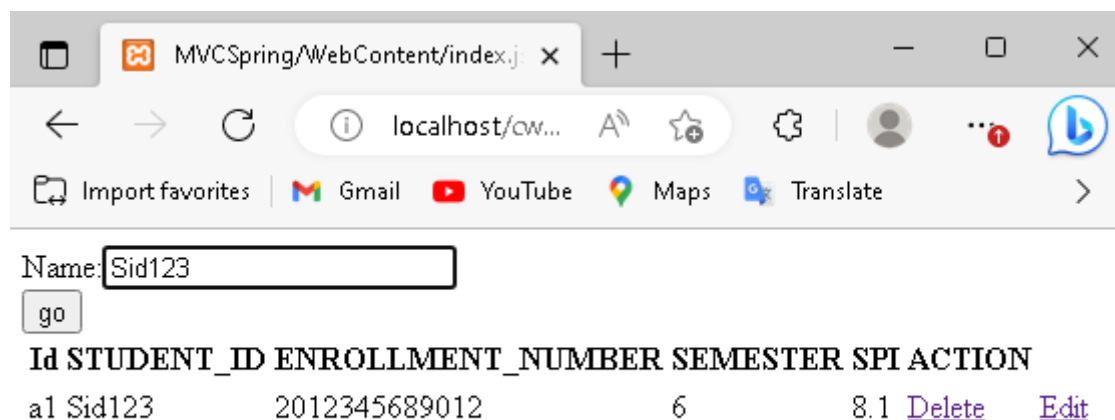 MVCSpring/WebContent/index.j
localhost/cw...
Import favorites Gmail YouTube Maps Translate
Name: Sid123
go
Id STUDENT_ID ENROLLMENT_NUMBER SEMESTER SPI ACTION
a1 Sid123 2012345689012 6 8.1 Delete Edit